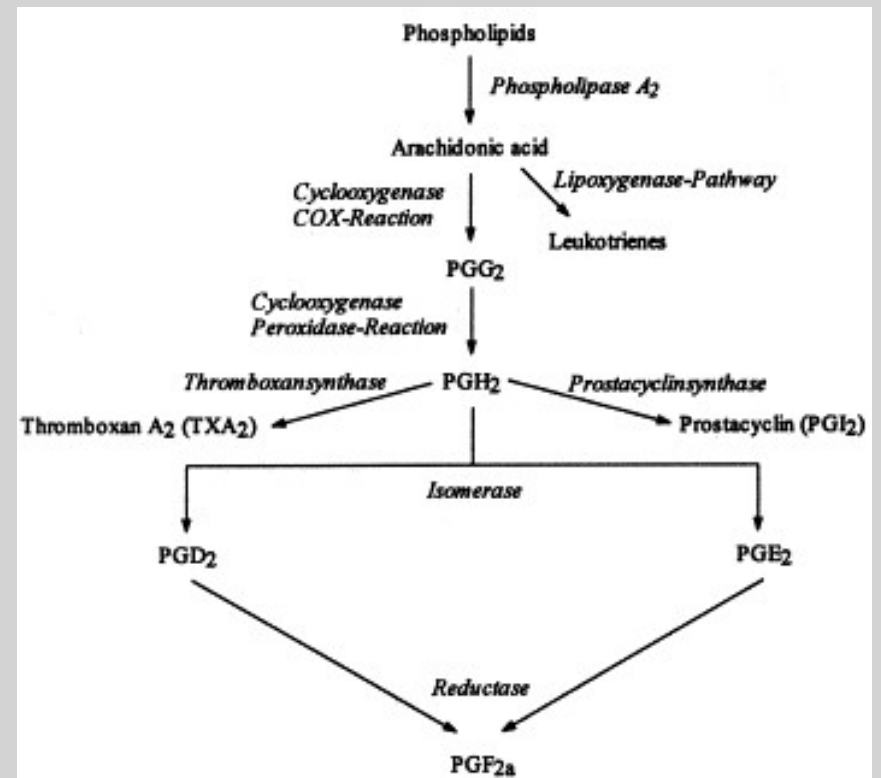 Phospholipids
Phospholipase A2
Arachidonic acid
Cyclooxygenase
COX-Reaction
Lipoxygenase-Pathway
Leukotrienes
PGG2
Cyclooxygenase
Peroxidase-Reaction
Thromboxansynthase
PGH2
Prostacyclinsynthase
Thromboxan A2 (TXA2)
Prostacyclin (PGI2)
Isomerase
PGD2
PGE2
Reductase
PGF2a